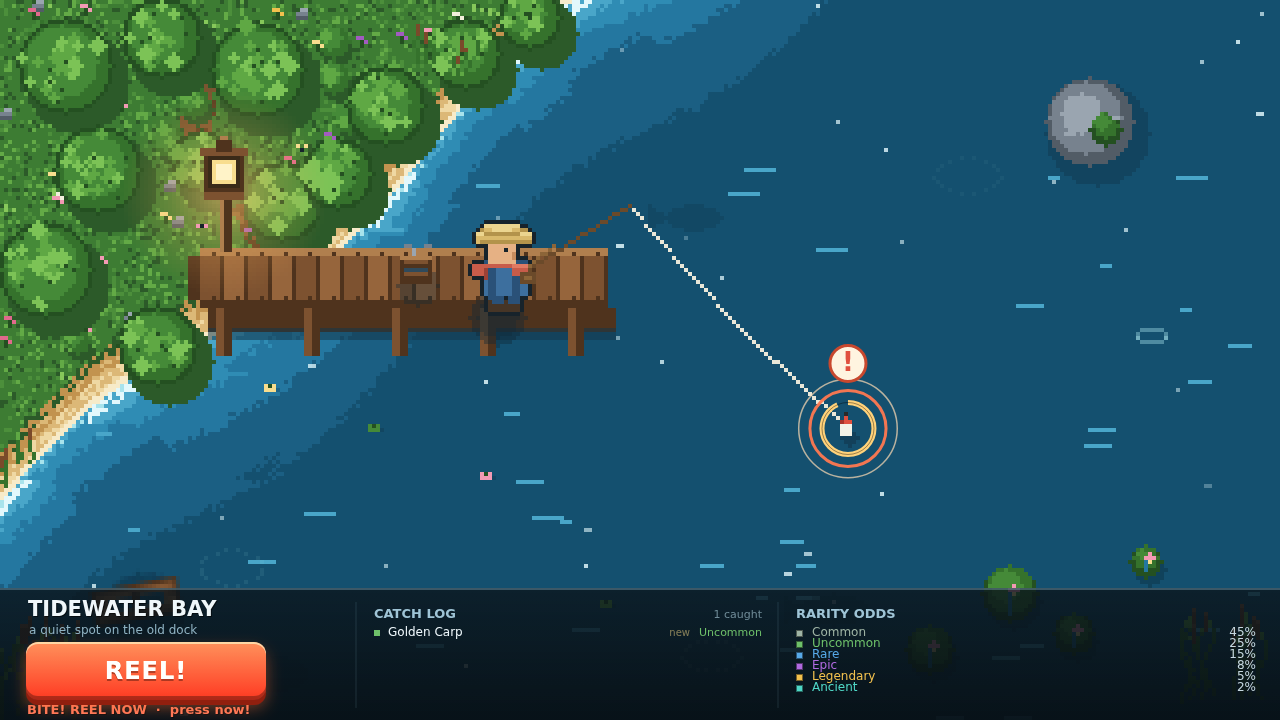 !
TIDEWATER BAY
a quiet spot on the old dock
REEL!
BITE! REEL NOW · press now!
CATCH LOG 1 caught
Golden Carp new Uncommon
RARITY ODDS
Common 45%
Uncommon 25%
Rare 15%
Epic 8%
Legendary 5%
Ancient 2%